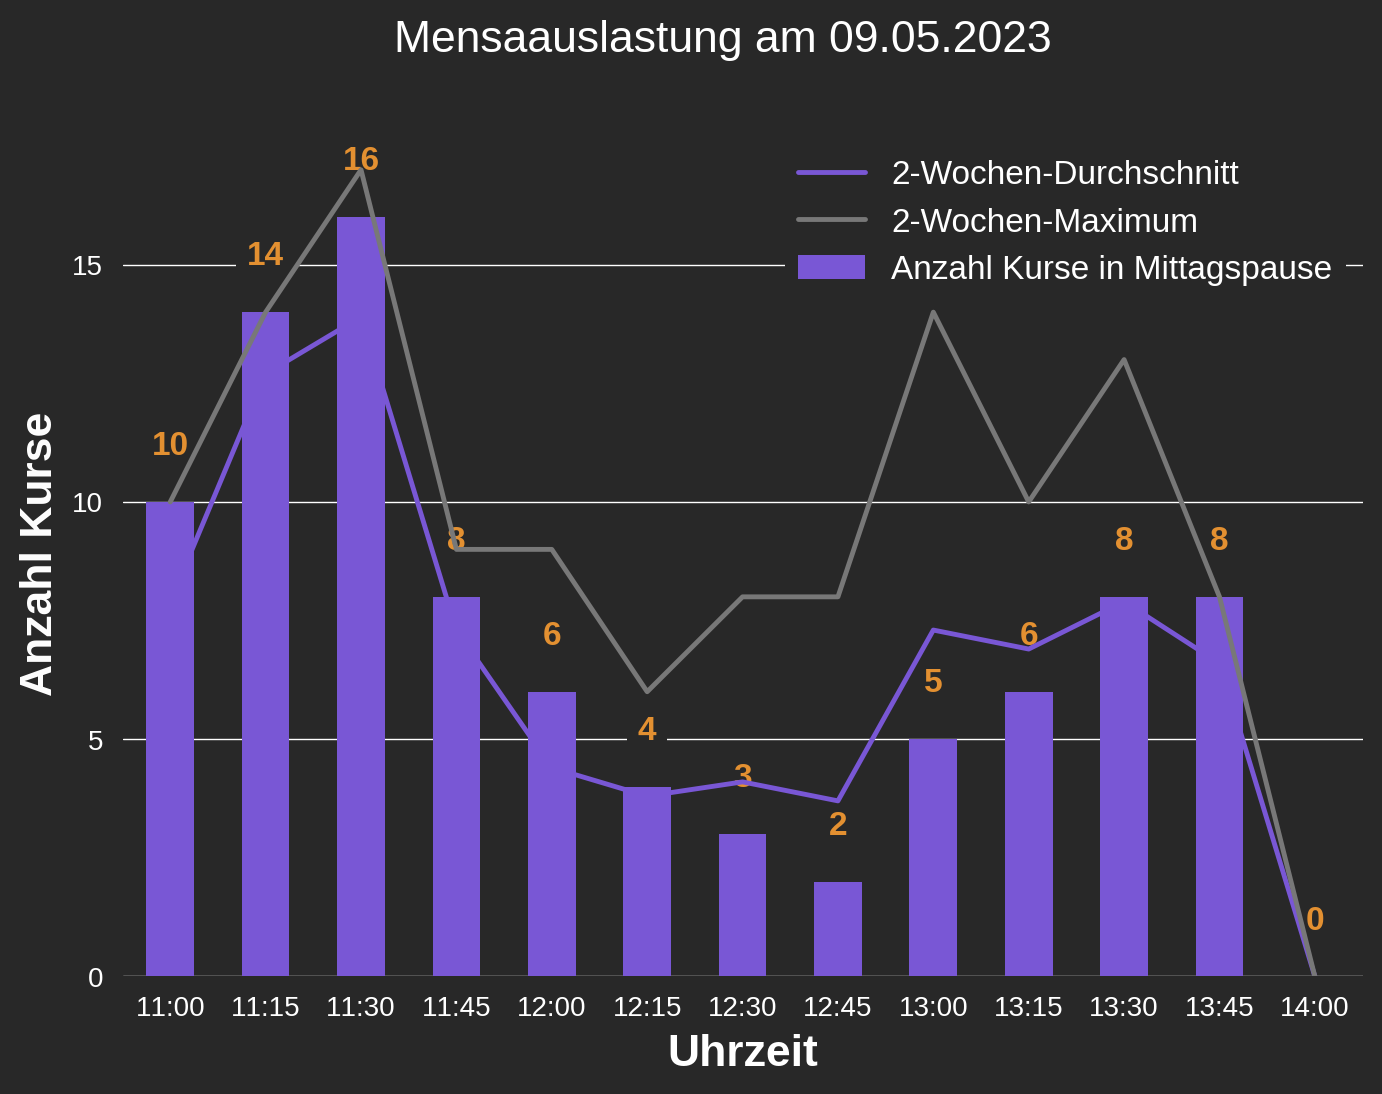 Mensaauslastung am 09.05.2023
2-Wochen-Durchschnitt
2-Wochen-Maximum
Anzahl Kurse in Mittagspause
Anzahl Kurse
15
10
5
0
10
14
16
8
6
4
3
2
5
6
8
8
0
11:00 11:15 11:30 11:45 12:00 12:15 12:30 12:45 13:00 13:15 13:30 13:45 14:00
Uhrzeit